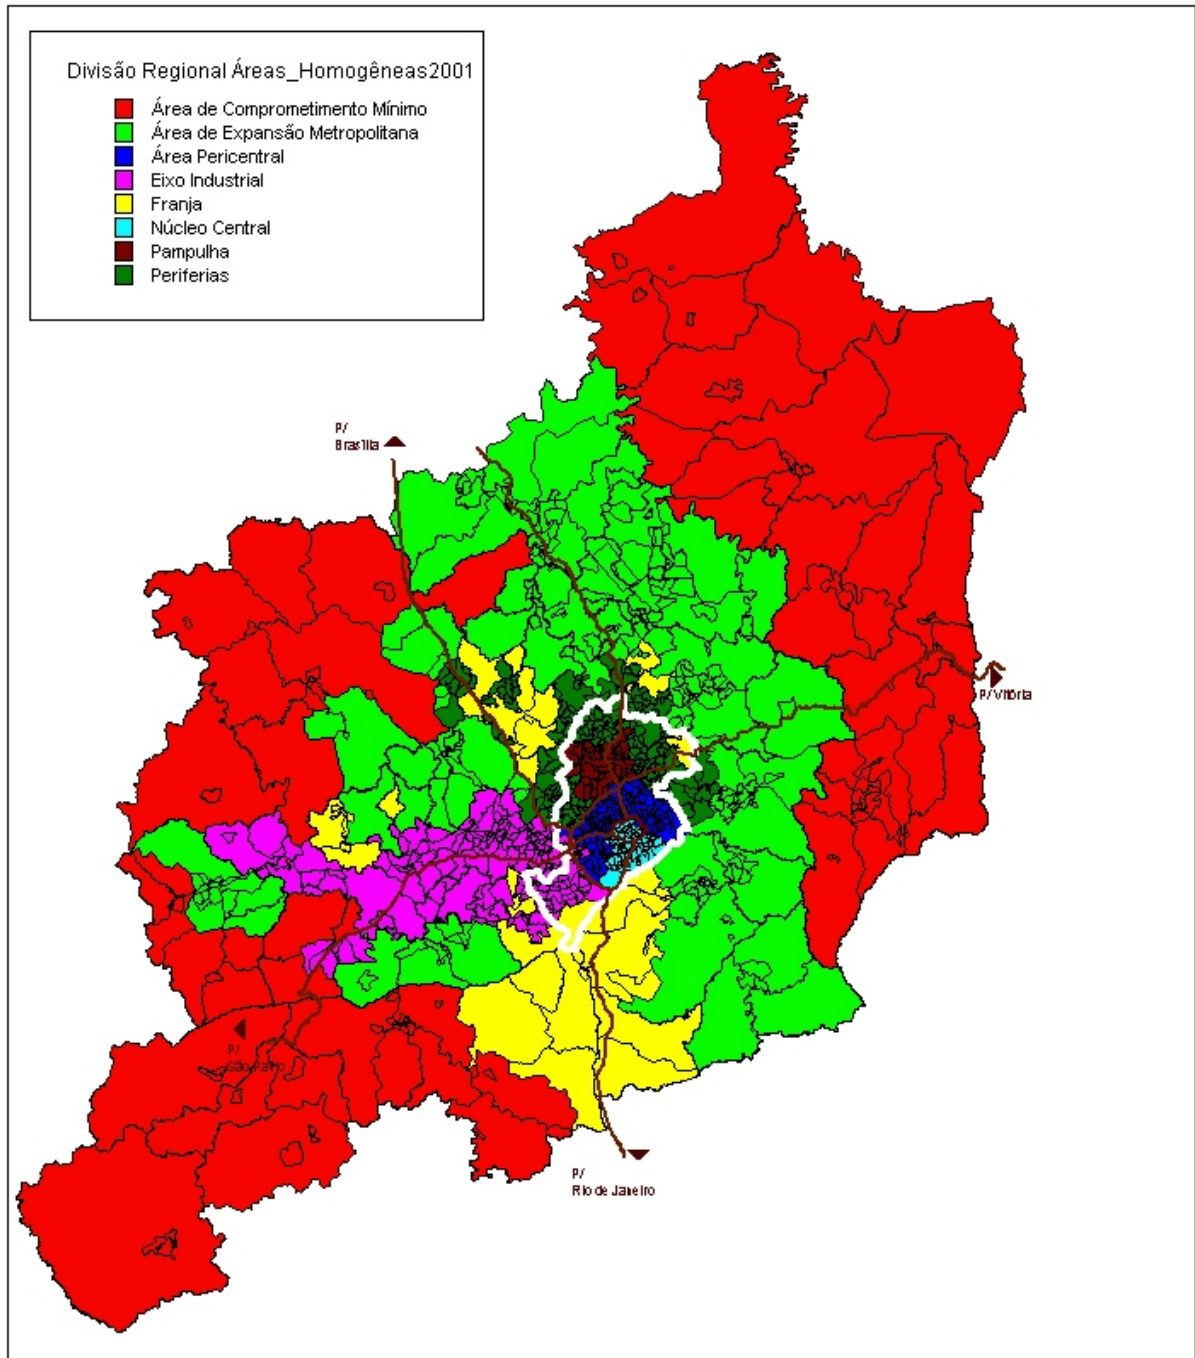 Divisão Regional Áreas_Homogêneas2001
Área de Comprometimento Mínimo
Área de Expansão Metropolitana
Área Pericentral
Eixo Industrial
Franja
Núcleo Central
Pampulha
Periferias
P/
Brasília
P/ Vitória
P/
São Paulo
P/
Rio de Janeiro